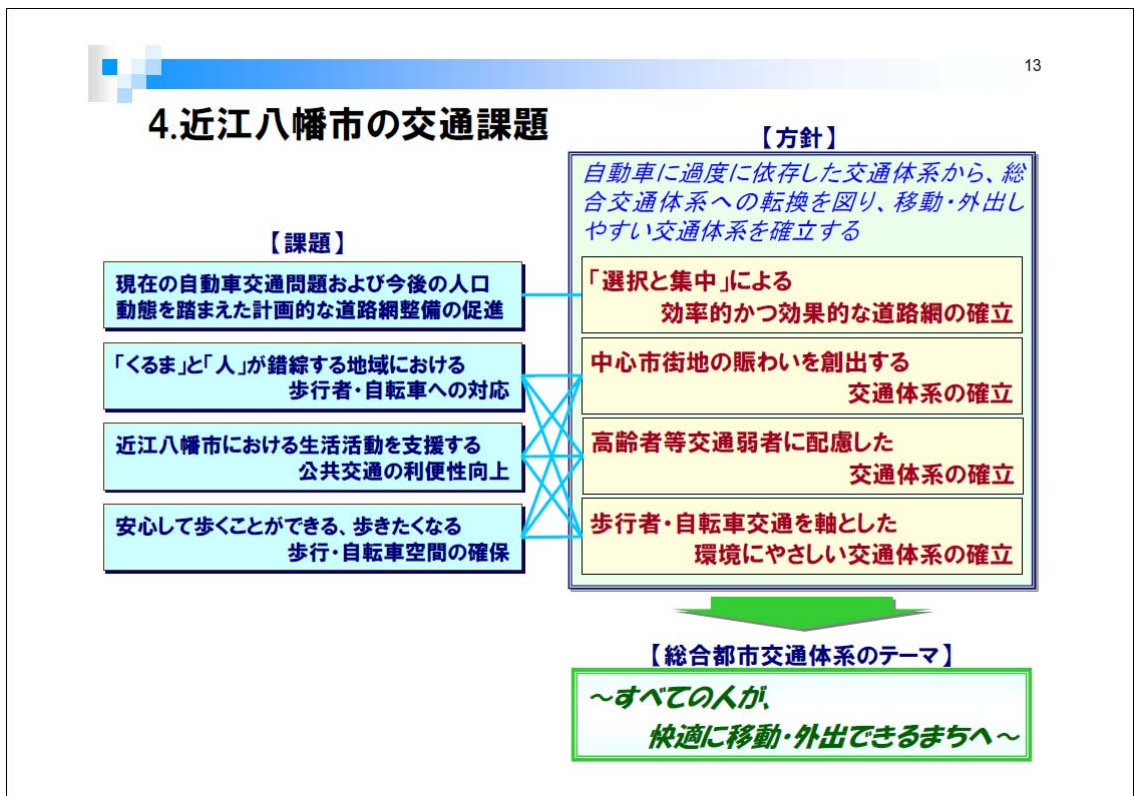 13
4.近江八幡市の交通課題
【課題】
現在の自動車交通問題および今後の人口
動態を踏まえた計画的な道路網整備の促進
「くるま」と「人」が錯綜する地域における
歩行者・自転車への対応
近江八幡市における生活活動を支援する
公共交通の利便性向上
安心して歩くことができる、歩きたくなる
歩行・自転車空間の確保
【方針】
自動車に過度に依存した交通体系から、総
合交通体系への転換を図り、移動・外出し
やすい交通体系を確立する
「選択と集中」による
効率的かつ効果的な道路網の確立
中心市街地の賑わいを創出する
交通体系の確立
高齢者等交通弱者に配慮した
交通体系の確立
歩行者・自転車交通を軸とした
環境にやさしい交通体系の確立
【総合都市交通体系のテーマ】
～すべての人が、
快適に移動・外出できるまちへ～